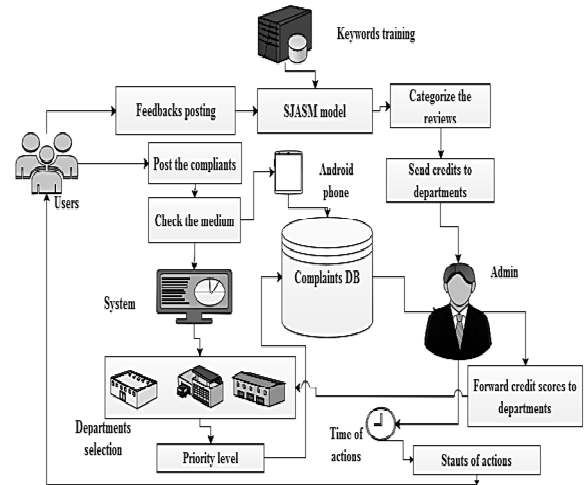 Keywords training
Feedbacks posting
SJASM model
Categorize the
reviews
Post the compliants
Android
phone
Send credits to
departments
Users
Check the medium
Complaints DB
Admin
System
Forward credit scores to
departments
Departments
selection
Time of
actions
Priority level
Stauts of actions